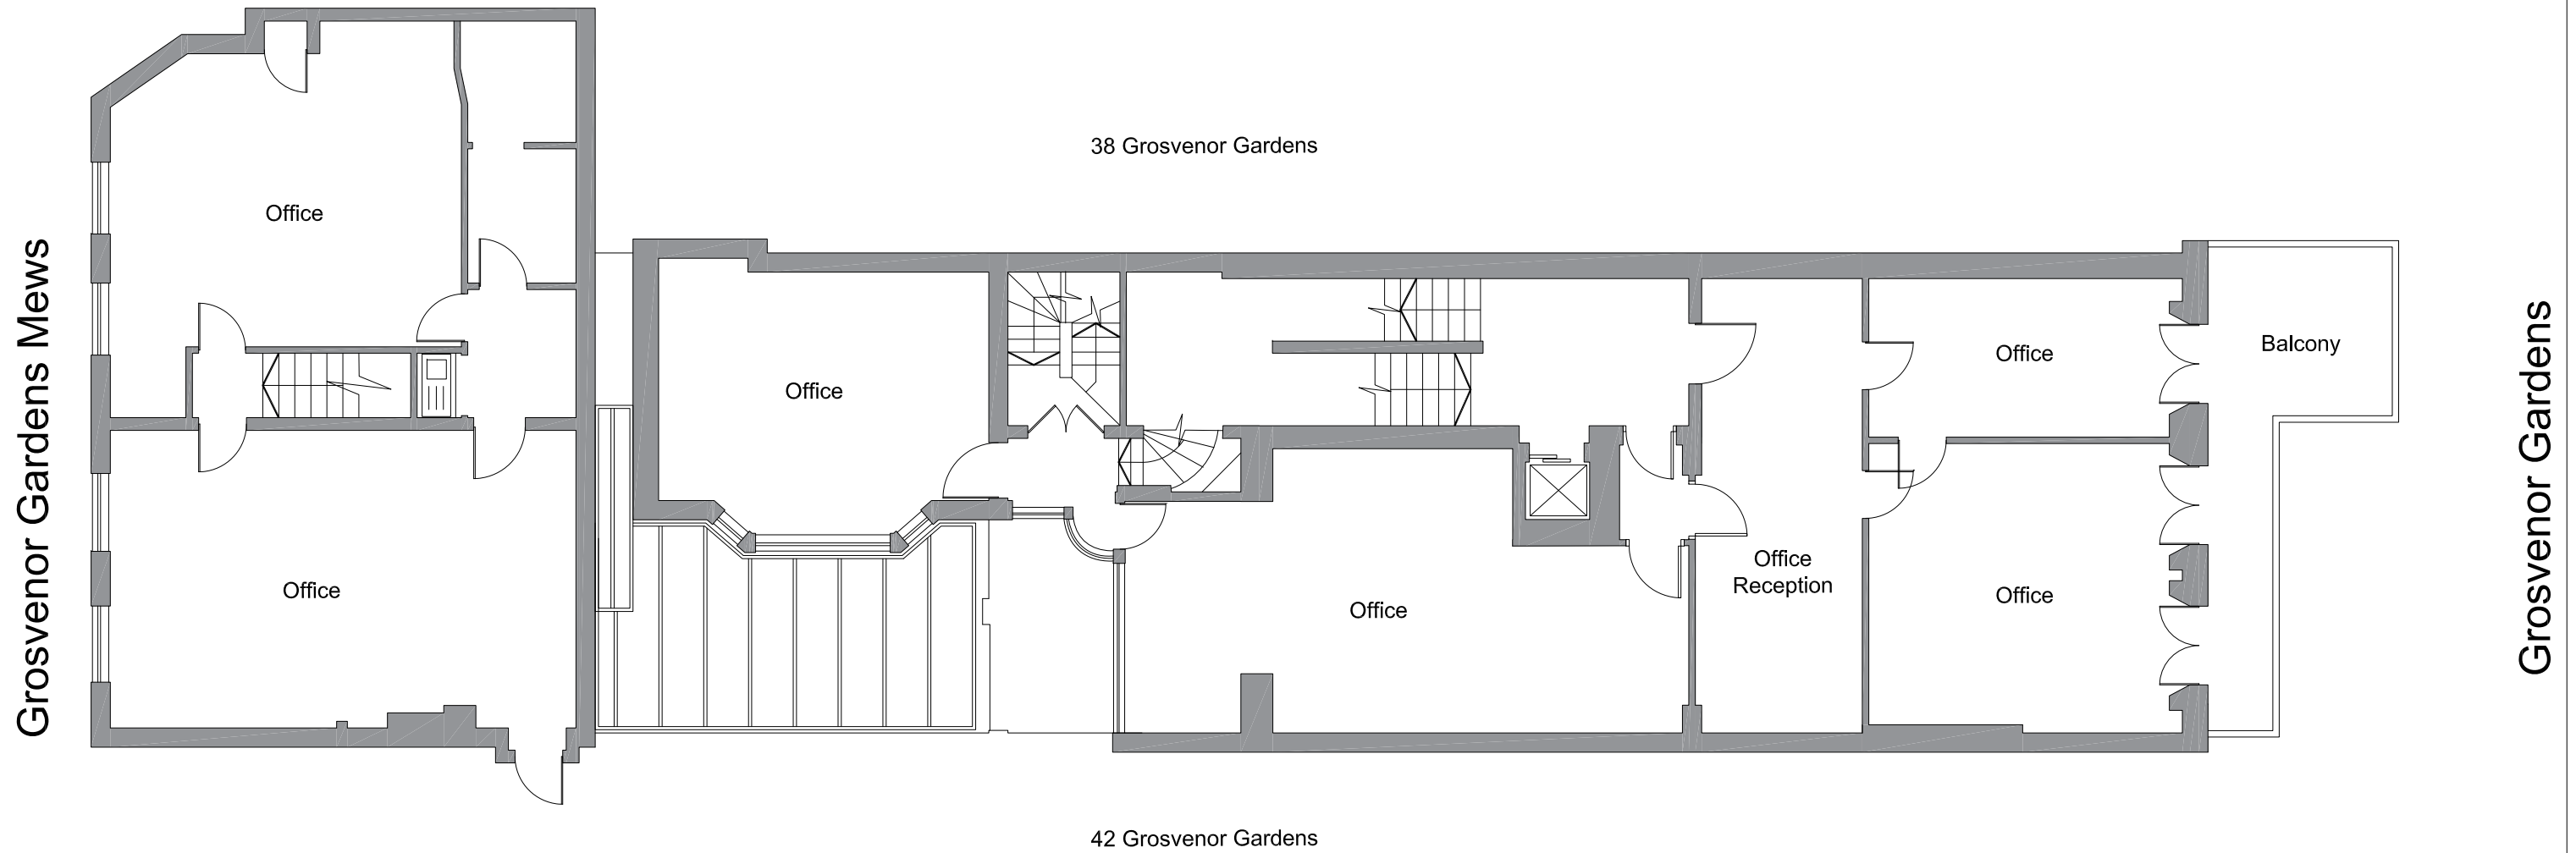 38 Grosvenor Gardens
Grosvenor Gardens Mews
Office
Office
Office
Office
Office
Reception
Office
Office
Balcony
Grosvenor Gardens
42 Grosvenor Gardens